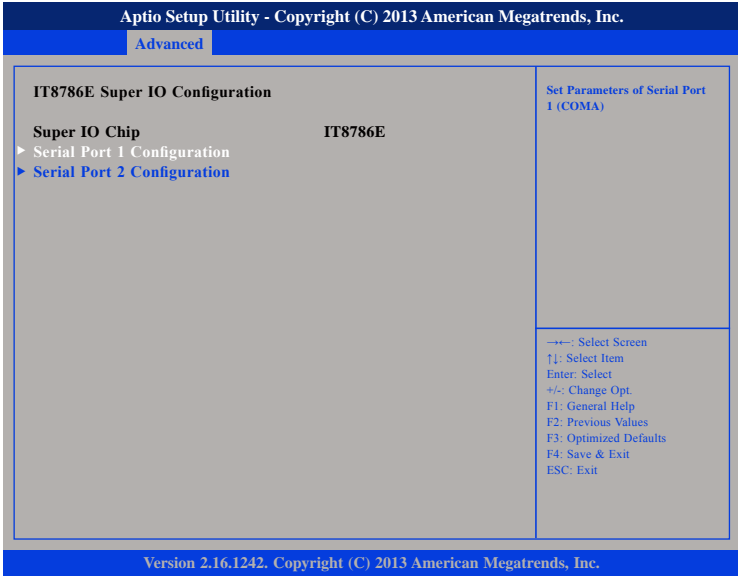 Aptio Setup Utility - Copyright (C) 2013 American Megatrends, Inc.
Advanced
IT8786E Super IO Configuration
Super IO Chip IT8786E
▶ Serial Port 1 Configuration
▶ Serial Port 2 Configuration
Set Parameters of Serial Port
1 (COMA)
→←: Select Screen
↑↓: Select Item
Enter: Select
+/-: Change Opt.
F1: General Help
F2: Previous Values
F3: Optimized Defaults
F4: Save & Exit
ESC: Exit
Version 2.16.1242. Copyright (C) 2013 American Megatrends, Inc.